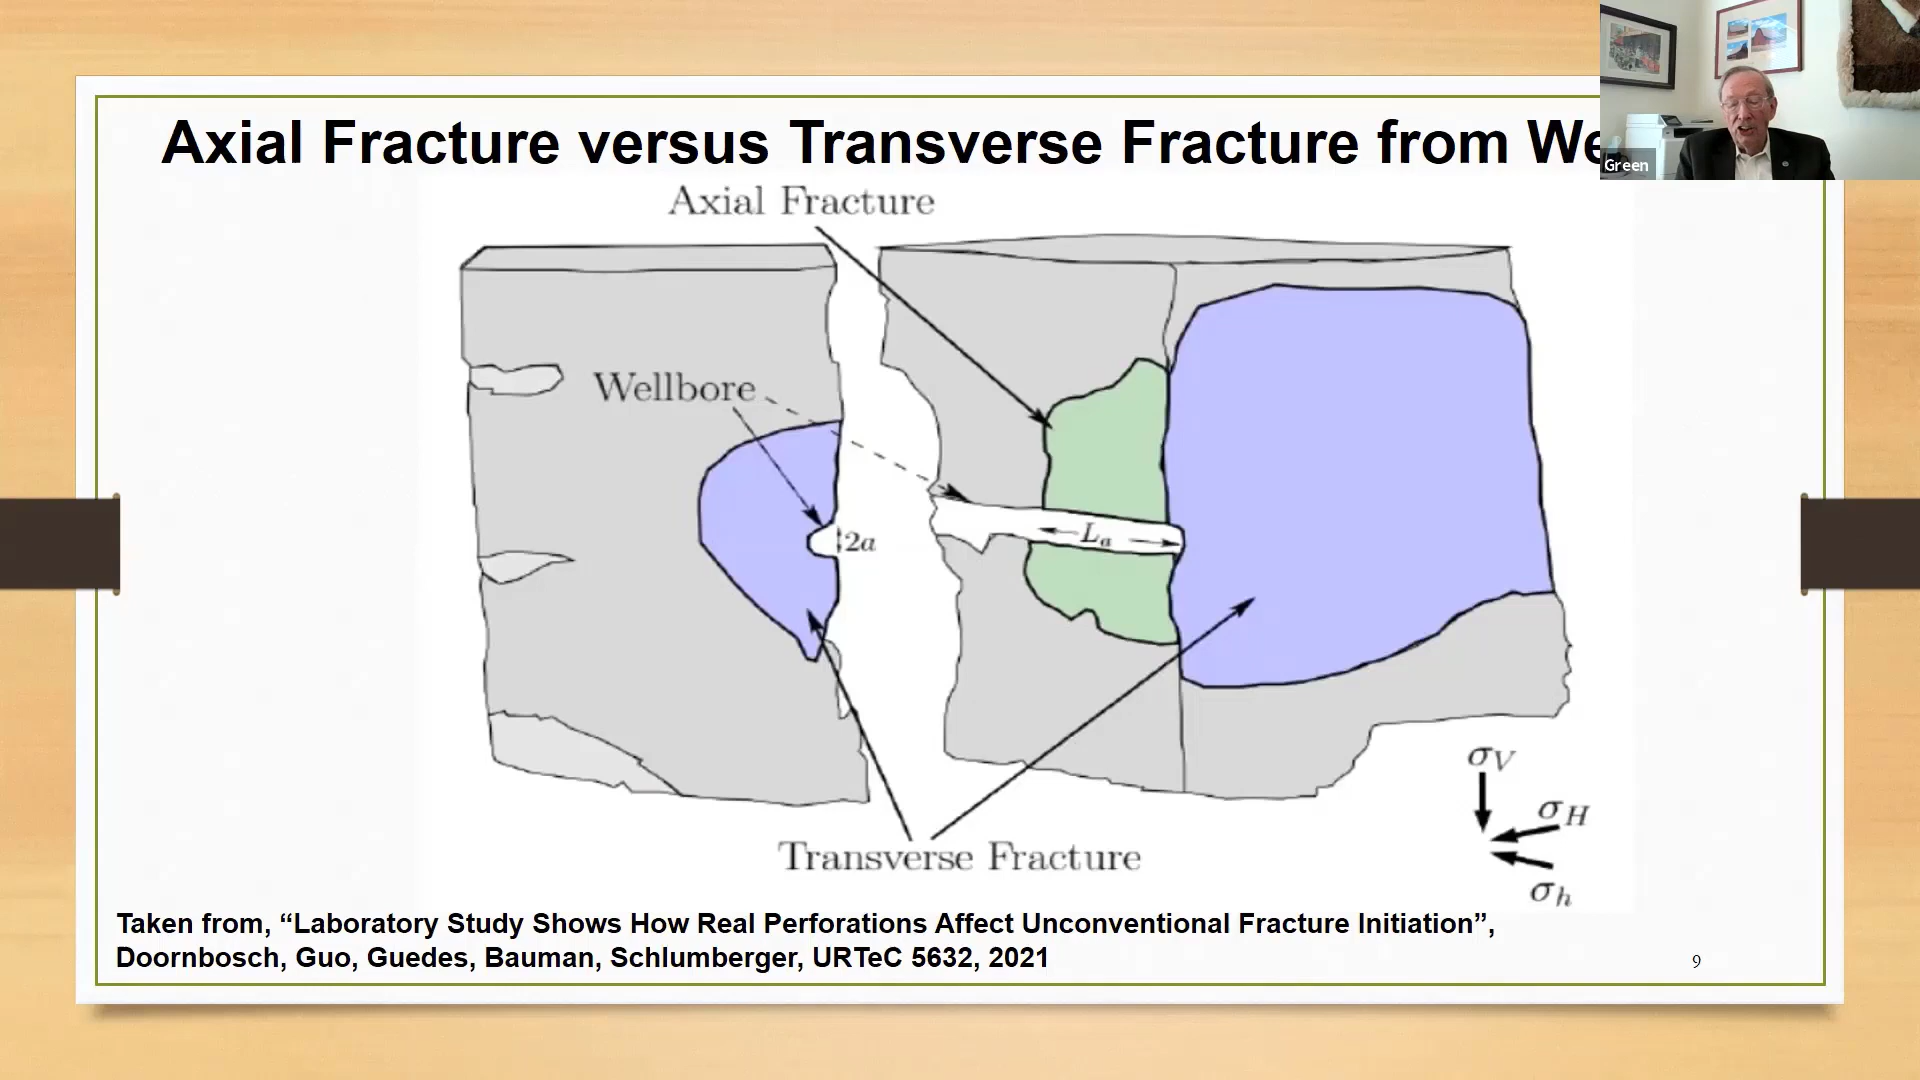 Axial Fracture versus Transverse Fracture from
Green
Axial Fracture
Wellbore
2a
Lₐ
σV
σH
σh
Transverse Fracture
Taken from, “Laboratory Study Shows How Real Perforations Affect Unconventional Fracture Initiation”,
Doornbosch, Guo, Guedes, Bauman, Schlumberger, URTeC 5632, 2021
9